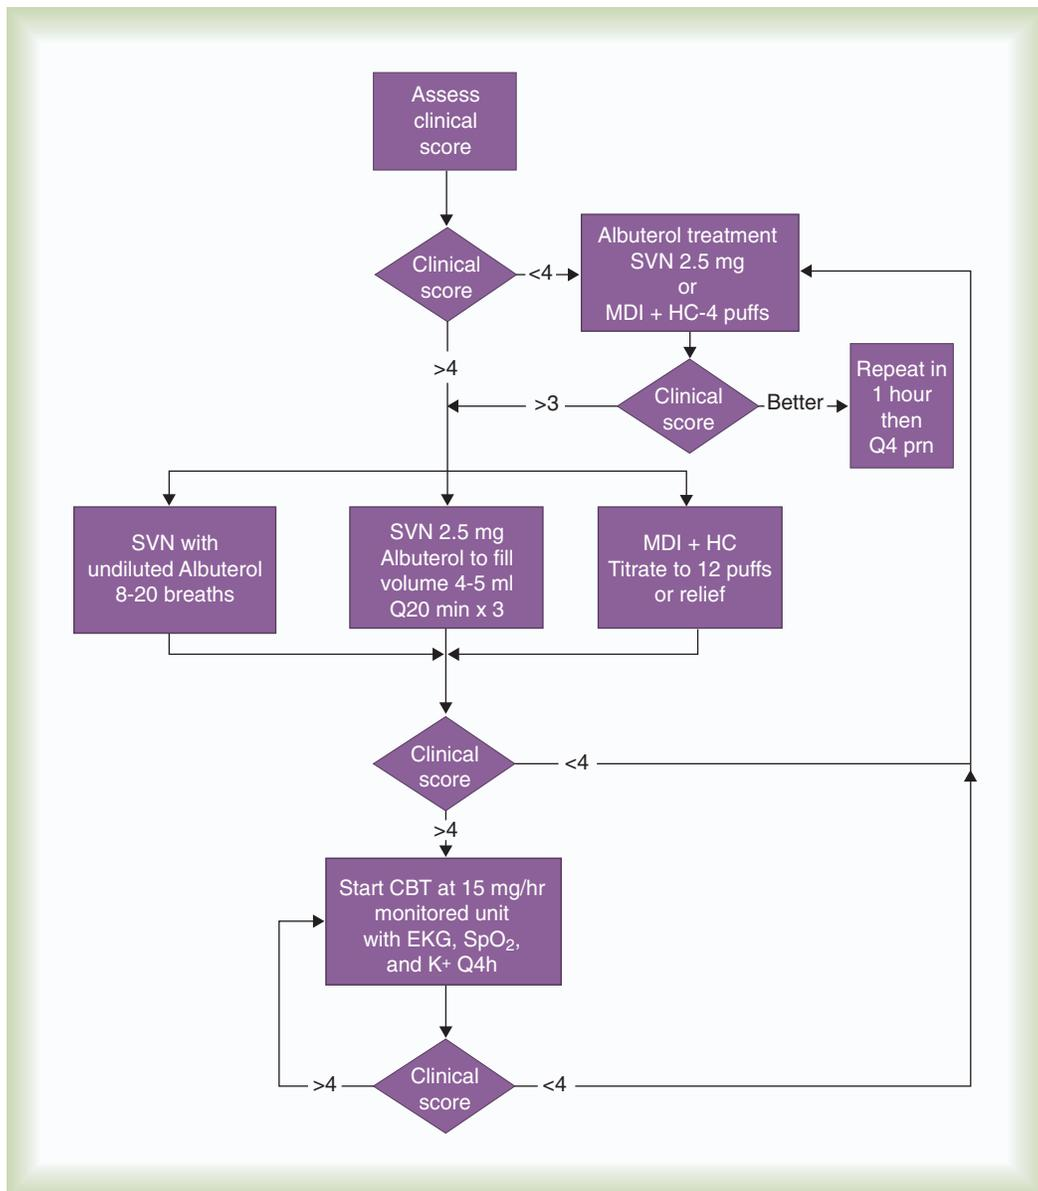 Assess
clinical
score
Clinical
score
<4
Albuterol treatment
SVN 2.5 mg
or
MDI + HC-4 puffs
>4
Clinical
score
>3
Better
Repeat in
1 hour
then
Q4 prn
SVN with
undiluted Albuterol
8-20 breaths
SVN 2.5 mg
Albuterol to fill
volume 4-5 ml
Q20 min x 3
MDI + HC
Titrate to 12 puffs
or relief
Clinical
score
<4
>4
Start CBT at 15 mg/hr
monitored unit
with EKG, SpO₂,
and K⁺ Q4h
Clinical
score
>4
<4